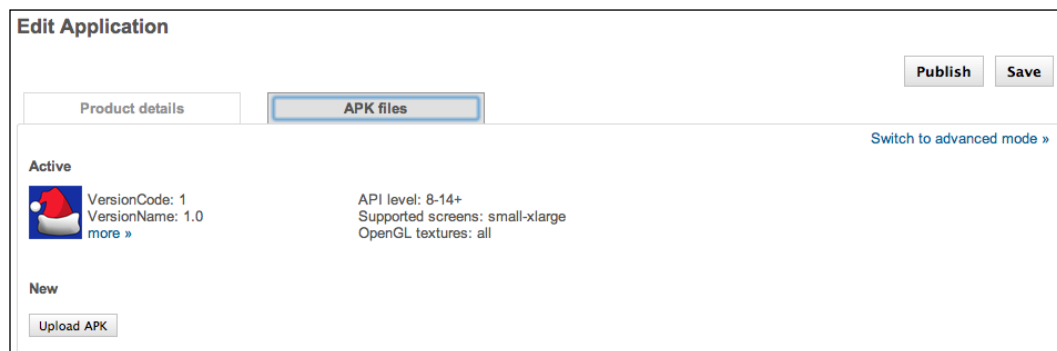 Edit Application
Publish Save
Product details APK files
Switch to advanced mode »
Active
VersionCode: 1 API level: 8-14+
VersionName: 1.0 Supported screens: small-xlarge
more » OpenGL textures: all
New
Upload APK